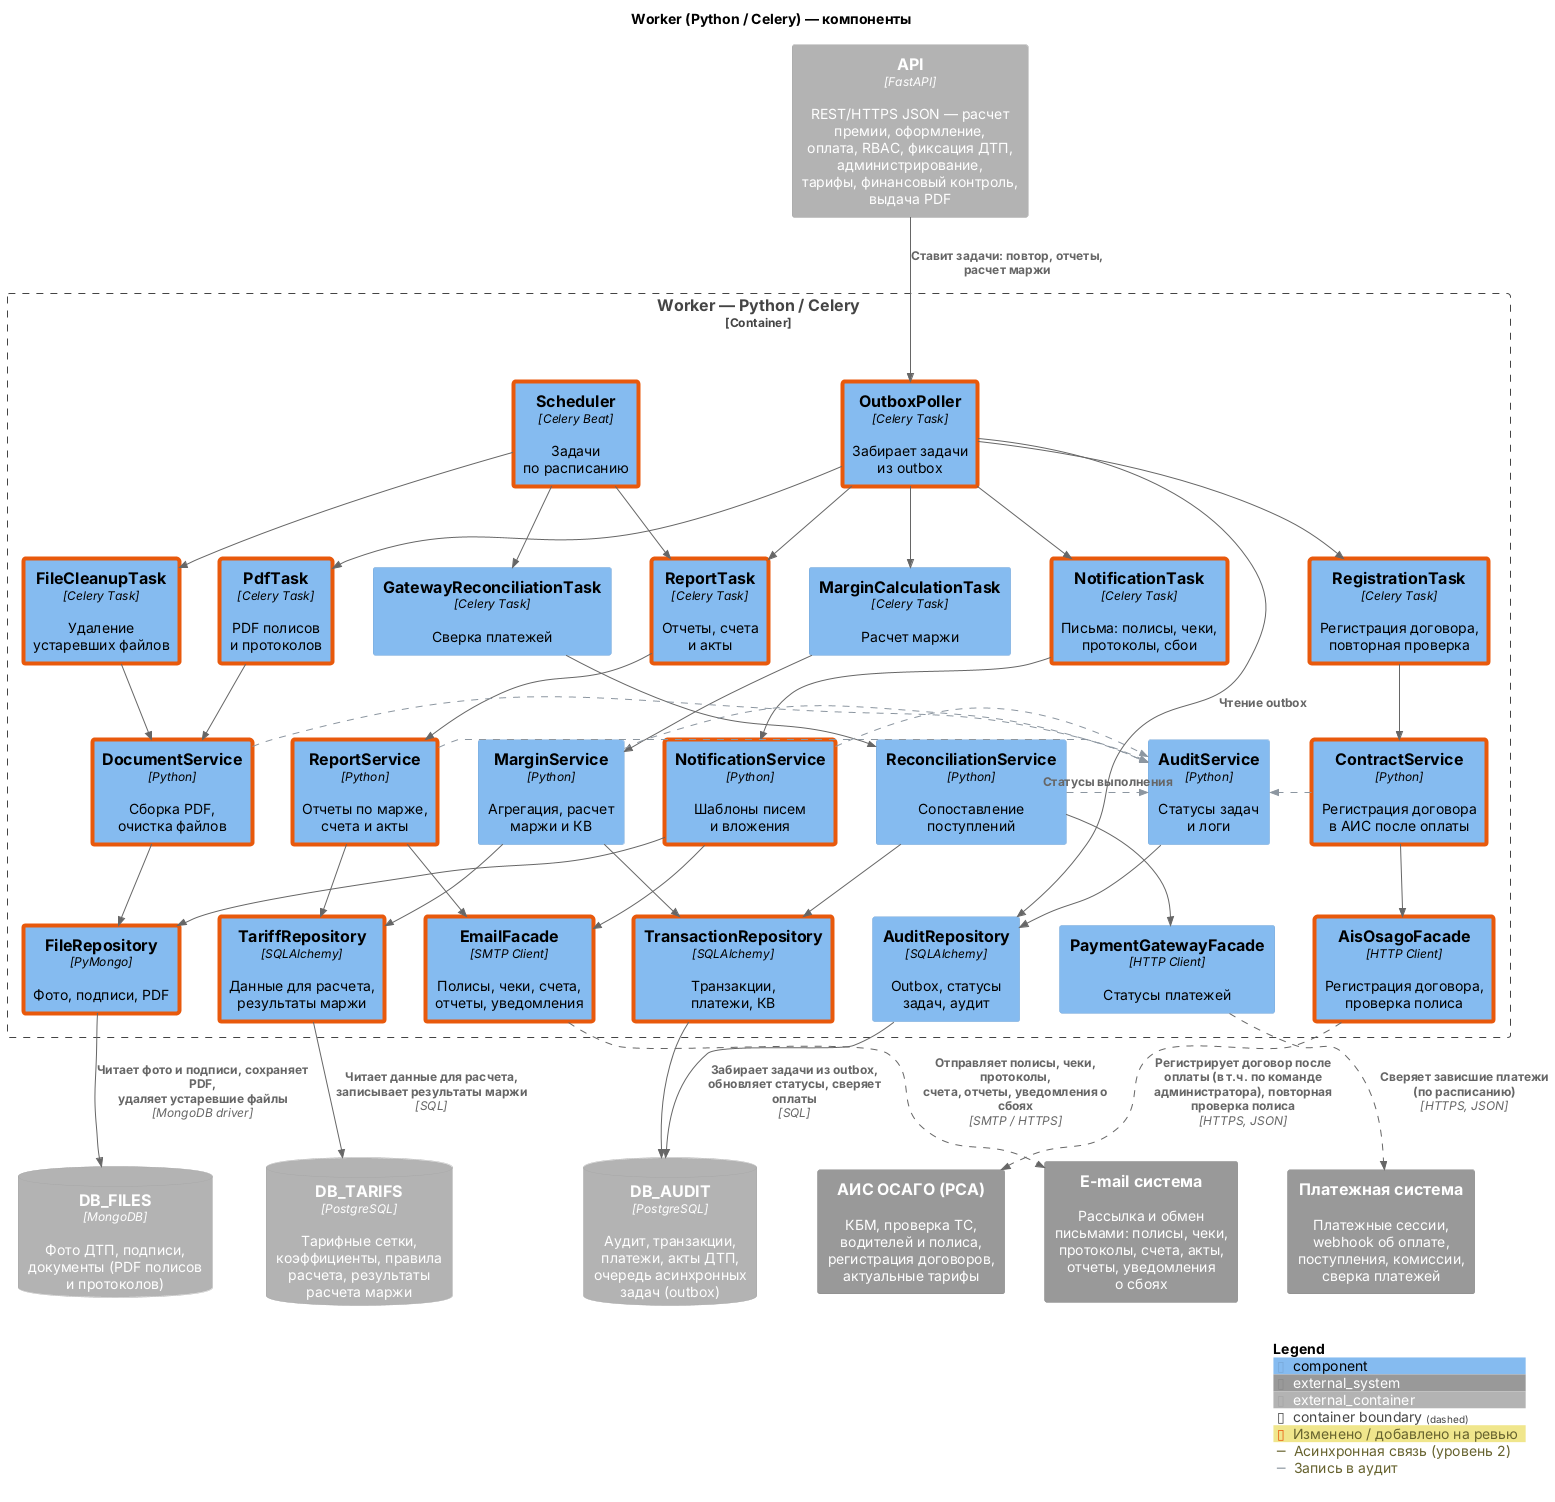 Worker (Python / Celery) — компоненты
API
[FastAPI]
REST/HTTPS JSON — расчет
премии, оформление,
оплата, RBAC, фиксация ДТП,
администрирование,
тарифы, финансовый контроль,
выдача PDF
Ставит задачи: повтор, отчеты,
расчет маржи
Worker — Python / Celery
[Container]
Scheduler
[Celery Beat]
Задачи
по расписанию
OutboxPoller
[Celery Task]
Забирает задачи
из outbox
FileCleanupTask
[Celery Task]
Удаление
устаревших файлов
PdfTask
[Celery Task]
PDF полисов
и протоколов
GatewayReconciliationTask
[Celery Task]
Сверка платежей
ReportTask
[Celery Task]
Отчеты, счета
и акты
MarginCalculationTask
[Celery Task]
Расчет маржи
NotificationTask
[Celery Task]
Письма: полисы, чеки,
протоколы, сбои
RegistrationTask
[Celery Task]
Регистрация договора,
повторная проверка
Чтение outbox
DocumentService
[Python]
Сборка PDF,
очистка файлов
ReportService
[Python]
Отчеты по марже,
счета и акты
MarginService
[Python]
Агрегация, расчет
маржи и КВ
NotificationService
[Python]
Шаблоны писем
и вложения
ReconciliationService
[Python]
Сопоставление
поступлений
Статусы выполнения
AuditService
[Python]
Статусы задач
и логи
ContractService
[Python]
Регистрация договора
в АИС после оплаты
FileRepository
[PyMongo]
Фото, подписи, PDF
TariffRepository
[SQLAlchemy]
Данные для расчета,
результаты маржи
EmailFacade
[SMTP Client]
Полисы, чеки, счета,
отчеты, уведомления
TransactionRepository
[SQLAlchemy]
Транзакции,
платежи, КВ
AuditRepository
[SQLAlchemy]
Outbox, статусы
задач, аудит
PaymentGatewayFacade
[HTTP Client]
Статусы платежей
AisOsagoFacade
[HTTP Client]
Регистрация договора,
проверка полиса
Читает фото и подписи, сохраняет
PDF,
удаляет устаревшие файлы
[MongoDB driver]
Читает данные для расчета,
записывает результаты маржи
[SQL]
Забирает задачи из outbox,
обновляет статусы, сверяет
оплаты
[SQL]
Отправляет полисы, чеки,
протоколы,
счета, отчеты, уведомления о
сбоях
[SMTP / HTTPS]
Регистрирует договор после
оплаты (в т.ч. по команде
администратора), повторная
проверка полиса
[HTTPS, JSON]
Сверяет зависшие платежи
(по расписанию)
[HTTPS, JSON]
DB_FILES
[MongoDB]
Фото ДТП, подписи,
документы (PDF полисов
и протоколов)
DB_TARIFS
[PostgreSQL]
Тарифные сетки,
коэффициенты, правила
расчета, результаты
расчета маржи
DB_AUDIT
[PostgreSQL]
Аудит, транзакции,
платежи, акты ДТП,
очередь асинхронных
задач (outbox)
АИС ОСАГО (РСА)
КБМ, проверка ТС,
водителей и полиса,
регистрация договоров,
актуальные тарифы
E-mail система
Рассылка и обмен
письмами: полисы, чеки,
протоколы, счета, акты,
отчеты, уведомления
о сбоях
Платежная система
Платежные сессии,
webhook об оплате,
поступления, комиссии,
сверка платежей
Legend
component
external_system
external_container
container boundary (dashed)
Изменено / добавлено на ревью
Асинхронная связь (уровень 2)
Запись в аудит